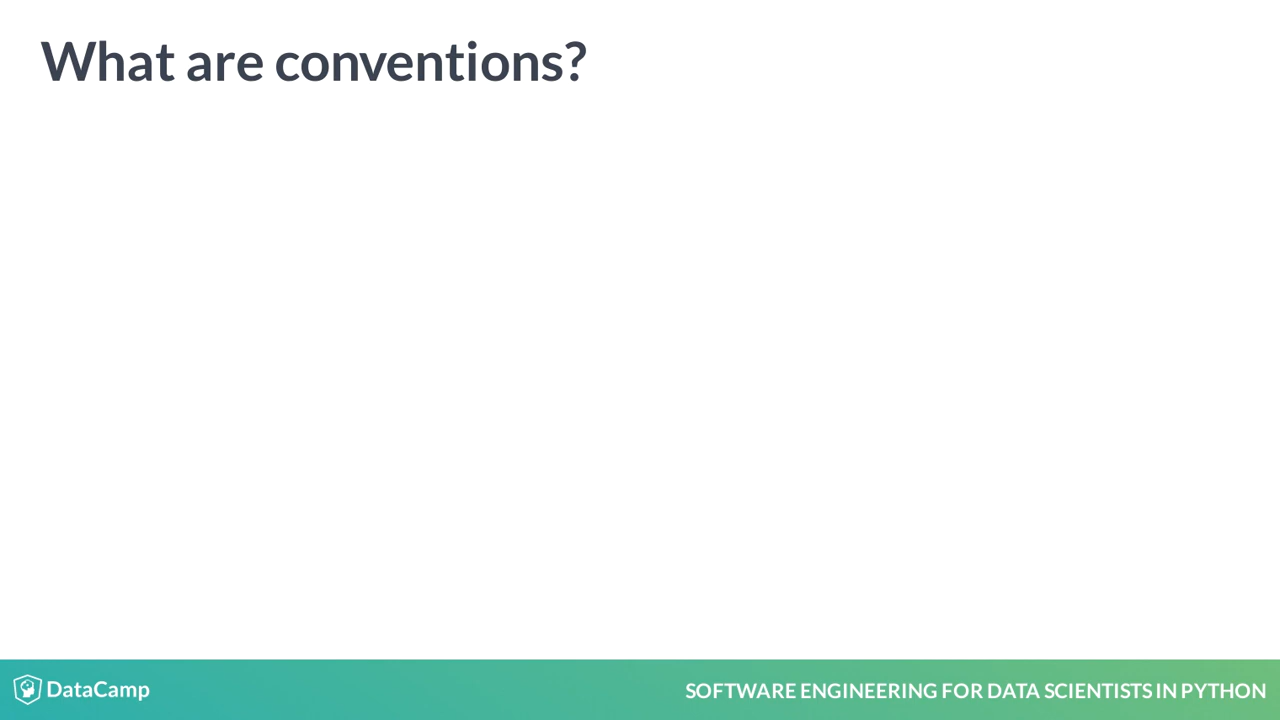 What are conventions?
DataCamp
SOFTWARE ENGINEERING FOR DATA SCIENTISTS IN PYTHON